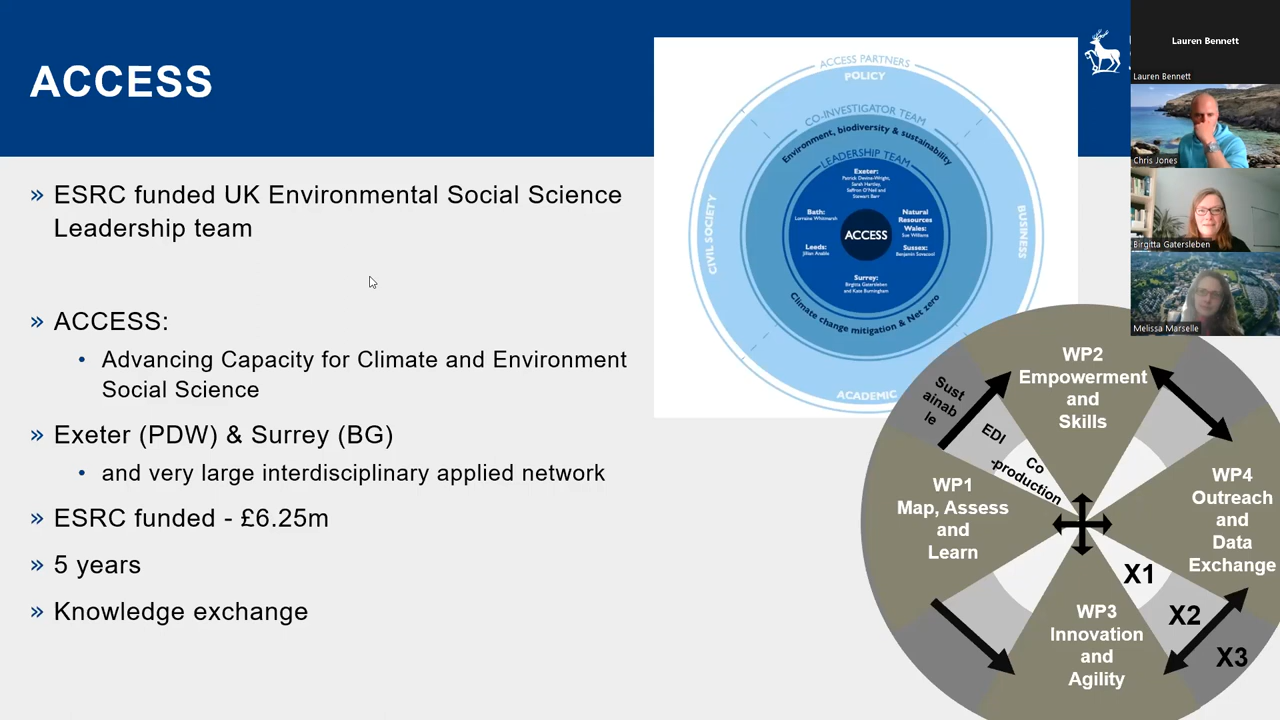 ACCESS
» ESRC funded UK Environmental Social Science
Leadership team
» ACCESS:
• Advancing Capacity for Climate and Environment
Social Science
» Exeter (PDW) & Surrey (BG)
• and very large interdisciplinary applied network
» ESRC funded - £6.25m
» 5 years
» Knowledge exchange
ACCESS PARTNERS
POLICY
CO-INVESTIGATOR TEAM
Environment, biodiversity & sustainability
LEADERSHIP TEAM
Exeter:
Patrick Devine-Wright,
Sarah Hartley,
Saffron O'Neil and
Stewart Barr
Bath:
Lorraine Whitmarsh
Natural
Resources
Wales:
Sue Williams
ACCESS
Leeds:
Jillian Anable
Sussex:
Benjamin Sovacool
Surrey:
Birgitta Gatersleben
and Kate Burningham
Climate change mitigation & Net zero
CIVIL SOCIETY
BUSINESS
ACADEMIC
WP2
Empowerment
and
Skills
Sust
ainab
le
EDI
Co
-production
WP1
Map, Assess
and
Learn
WP4
Outreach
and
Data
Exchange
WP3
Innovation
and
Agility
X1
X2
X3
Lauren Bennett
Lauren Bennett
Chris Jones
Birgitta Gatersleben
Melissa Marselle